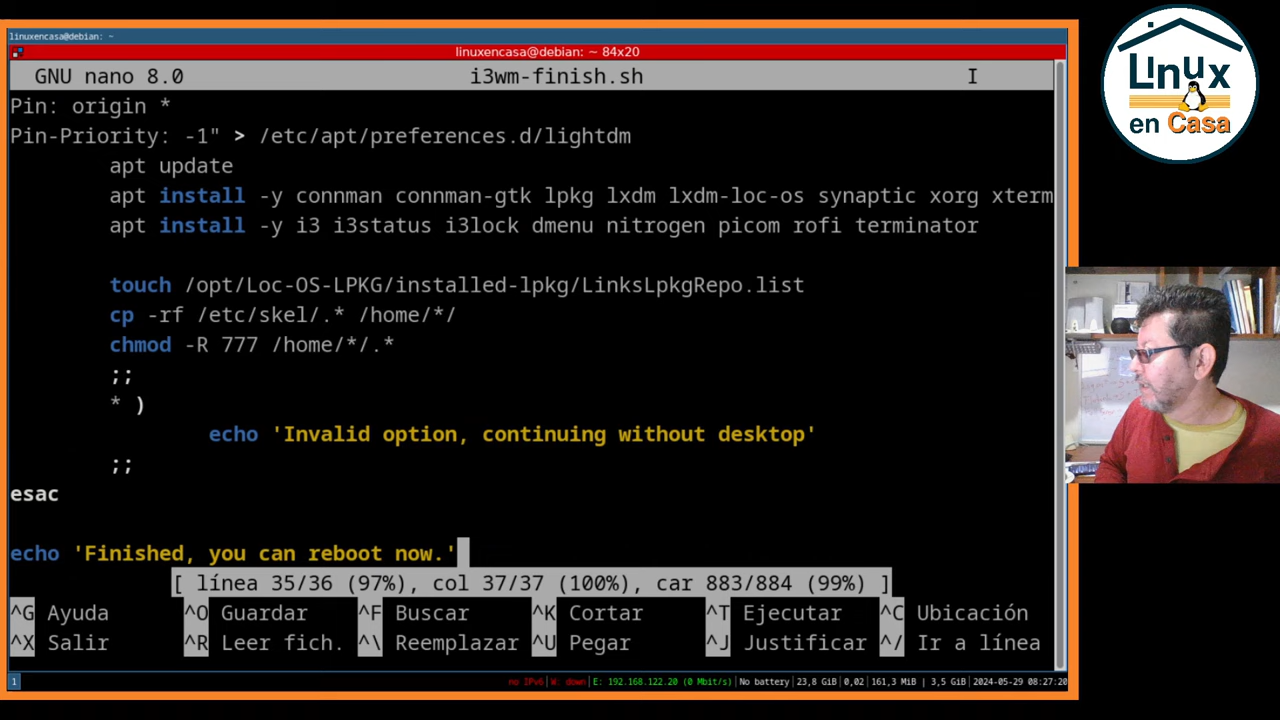 linuxencasa@debian: ~
linuxencasa@debian: ~ 84x20
GNU nano 8.0 i3wm-finish.sh I
Pin: origin *
Pin-Priority: -1" > /etc/apt/preferences.d/lightdm
apt update
apt install -y connman connman-gtk lpkg lxdm lxdm-loc-os synaptic xorg xterm
apt install -y i3 i3status i3lock dmenu nitrogen picom rofi terminator
touch /opt/Loc-OS-LPKG/installed-lpkg/LinksLpkgRepo.list
cp -rf /etc/skel/.* /home/*/
chmod -R 777 /home/*/.*
;;
* )
echo 'Invalid option, continuing without desktop'
;;
esac
echo 'Finished, you can reboot now.'
[ línea 35/36 (97%), col 37/37 (100%), car 883/884 (99%) ]
^G Ayuda ^O Guardar ^F Buscar ^K Cortar ^T Ejecutar ^C Ubicación
^X Salir ^R Leer fich. ^\ Reemplazar ^U Pegar ^J Justificar ^/ Ir a línea
1 no IPv6| W: down| E: 192.168.122.20 (0 Mbit/s)| No battery| 23,8 GiB| 0,02 | 161,3 MiB | 3,5 GiB| 2024-05-29 08:27:20
Linux
en Casa